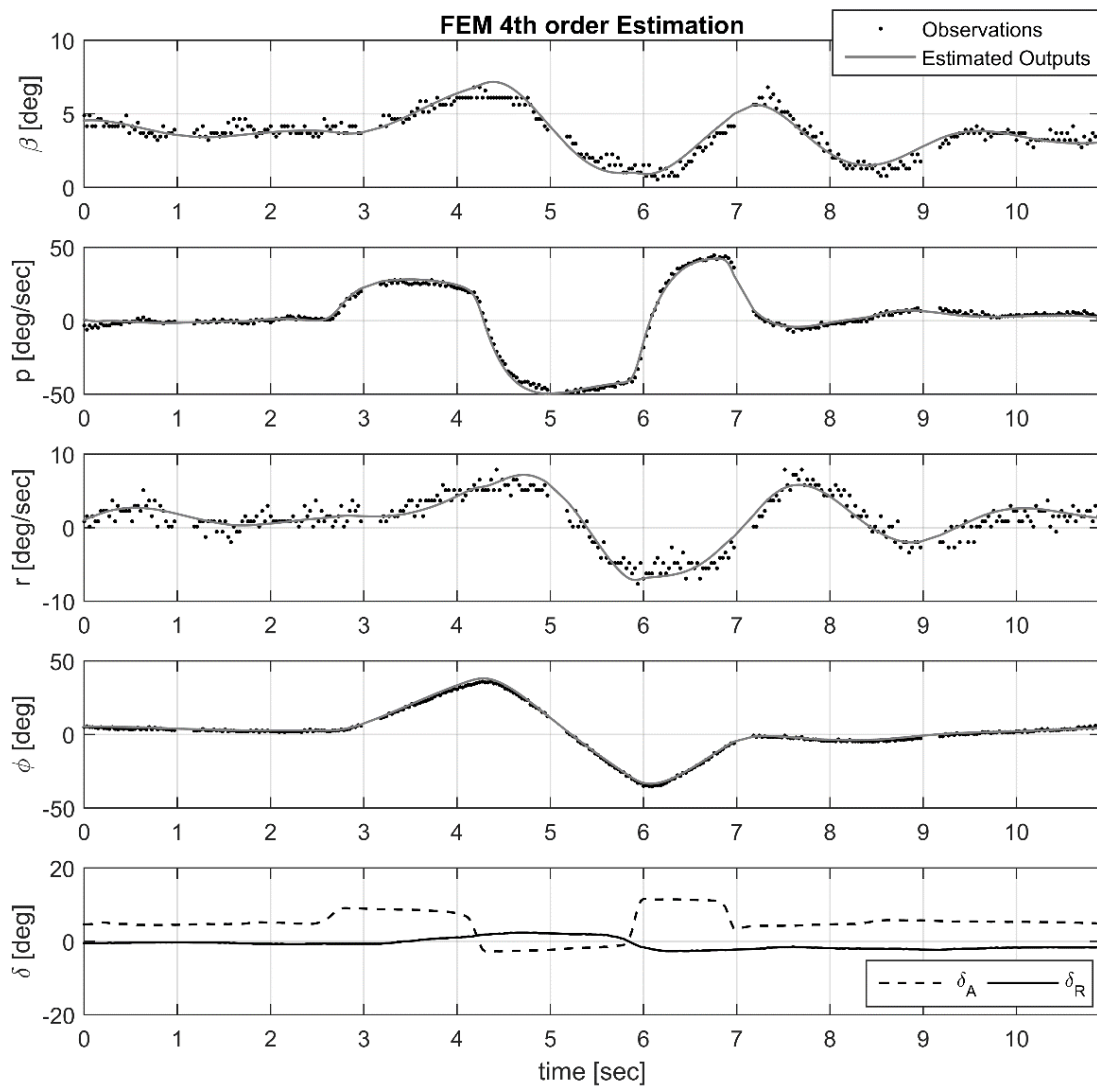 FEM 4th order Estimation
Observations
Estimated Outputs
10
5
0
β [deg]
0 1 2 3 4 5 6 7 8 9 10
50
0
-50
p [deg/sec]
0 1 2 3 4 5 6 7 8 9 10
10
0
-10
r [deg/sec]
0 1 2 3 4 5 6 7 8 9 10
50
0
-50
ϕ [deg]
0 1 2 3 4 5 6 7 8 9 10
20
0
-20
δ [deg]
δ_A δ_R
0 1 2 3 4 5 6 7 8 9 10
time [sec]